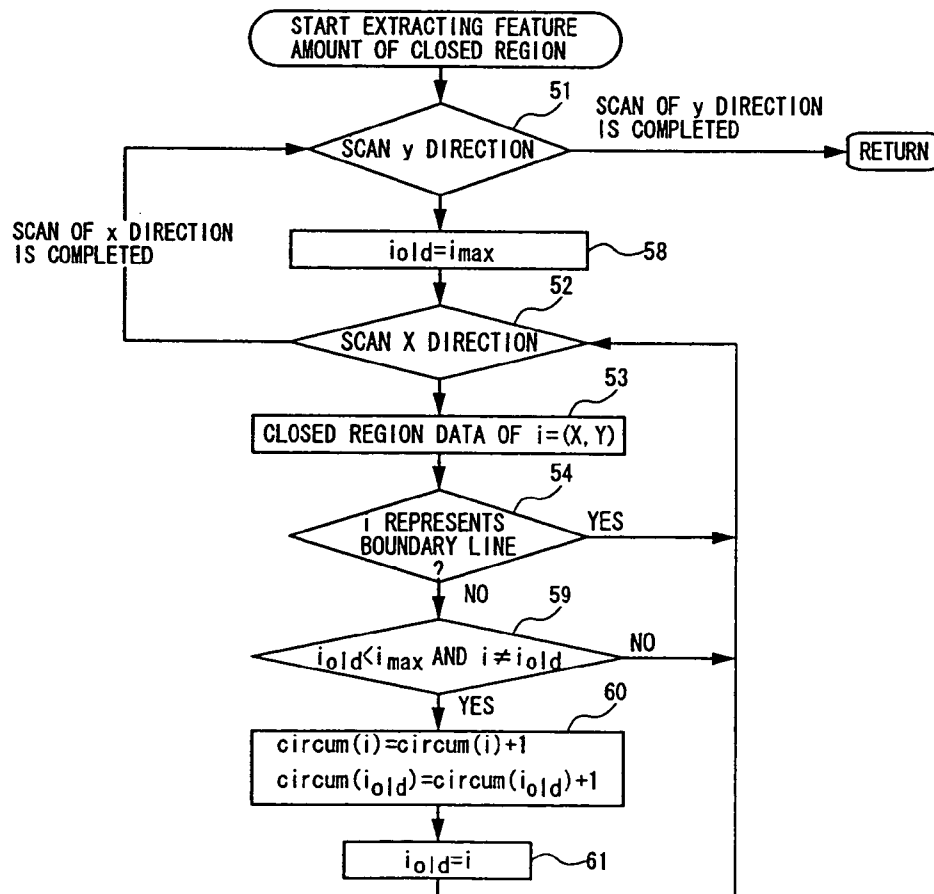 START EXTRACTING FEATURE
AMOUNT OF CLOSED REGION
51
SCAN OF y DIRECTION
IS COMPLETED
SCAN y DIRECTION
RETURN
SCAN OF x DIRECTION
IS COMPLETED
iold=imax
58
52
SCAN X DIRECTION
53
CLOSED REGION DATA OF i=(X, Y)
54
i REPRESENTS
BOUNDARY LINE
?
YES
NO
59
iold<imax AND i≠iold
NO
YES
60
circum(i)=circum(i)+1
circum(iold)=circum(iold)+1
iold=i
61